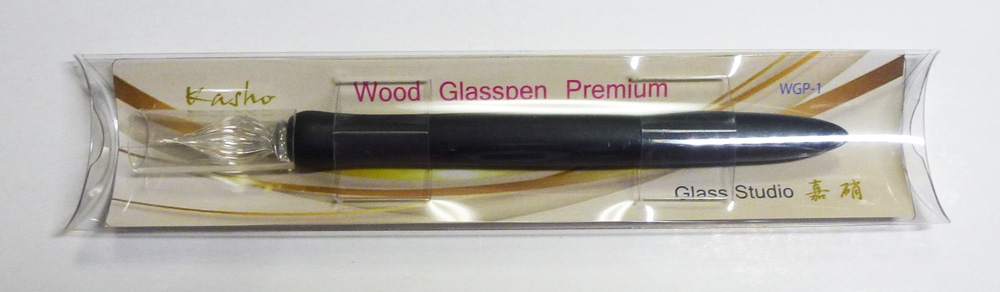 Kasho
Wood Glasspen Premium
WGP-1
Glass Studio 嘉硝